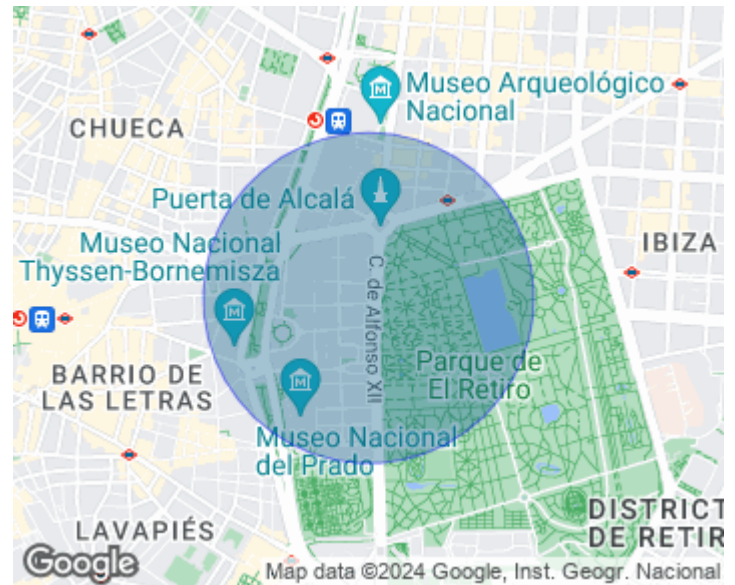 Museo Arqueológico
Nacional
CHUECA
Puerta de Alcalá
Museo Nacional
Thyssen-Bornemisza
IBIZA
C. de Alfonso XII
Parque de
El Retiro
BARRIO DE
LAS LETRAS
Museo Nacional
del Prado
DISTRICT
DE RETIR
LAVAPIÉS
Google
Map data ©2024 Google, Inst. Geogr. Nacional